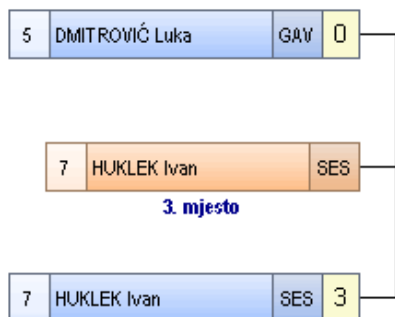 5 DMITROVIĆ Luka GAV 0
7 HUKLEK Ivan SES
3. mjesto
7 HUKLEK Ivan SES 3